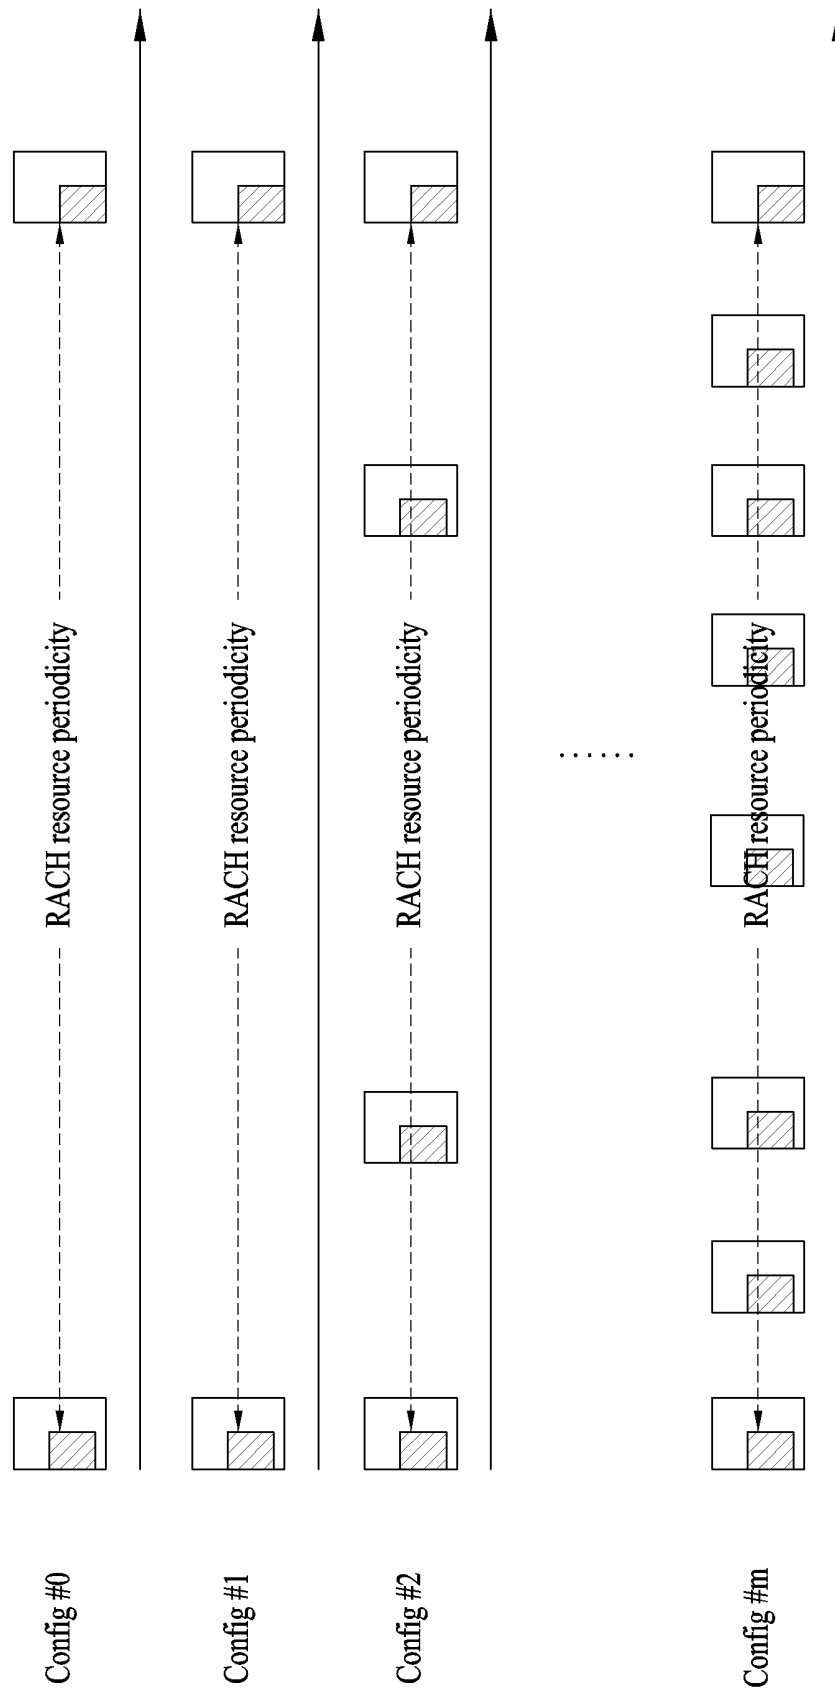 Config #0
RACH resource periodicity
Config #1
RACH resource periodicity
Config #2
RACH resource periodicity
......
Config #m
RACH resource periodicity